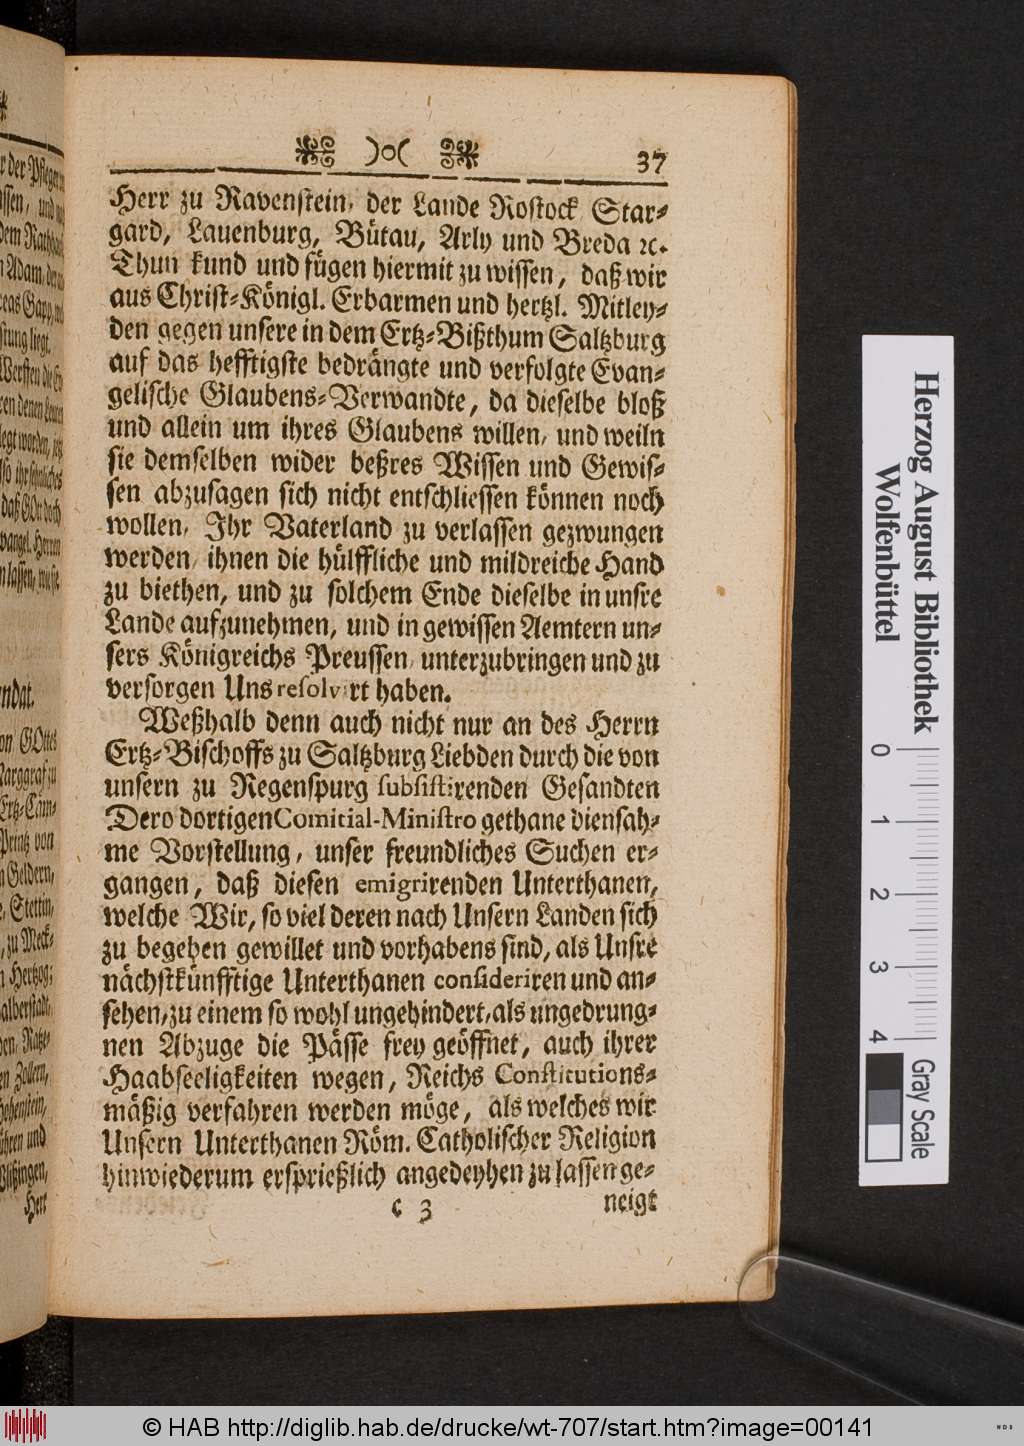 37
Herr zu Ravenstein, der Lande Rostock Star-
gard, Lauenburg, Bütau, Arly und Breda ꝛc.
Thun kund und fügen hiermit zu wissen, daß wir
aus Christ-Königl. Erbarmen und hertzl. Mitley-
den gegen unsere in dem Ertz-Bißthum Saltzburg
auf das hefftigste bedrängte und verfolgte Evan-
gelische Glaubens-Verwandte, da dieselbe bloß
und allein um ihres Glaubens willen, und weiln
sie demselben wider beßres Wissen und Gewis-
sen abzusagen sich nicht entschliessen können noch
wollen, Ihr Vaterland zu verlassen gezwungen
werden, ihnen die hülffliche und mildreiche Hand
zu biethen, und zu solchem Ende dieselbe in unsre
Lande aufzunehmen, und in gewissen Aemtern un-
sers Königreichs Preussen, unterzubringen und zu
versorgen Uns resolvirt haben.
Weßhalb denn auch nicht nur an des Herrn
Ertz-Bischoffs zu Saltzburg Liebden durch die von
unsern zu Regenspurg subsistirenden Gesandten
Dero dortigen Comitial-Ministro gethane diensah-
me Vorstellung, unser freundliches Suchen er-
gangen, daß diesen emigrirenden Unterthanen,
welche Wir, so viel deren nach Unsern Landen sich
zu begeben gewillet und vorhabens sind, als Unsre
nächstkünfftige Unterthanen consideriren und an-
sehen, zu einem so wohl ungehindert, als ungedrung-
nen Abzuge die Pässe frey geöffnet, auch ihrer
Haabseeligkeiten wegen, Reichs Constitutions-
mäßig verfahren werden möge, als welches wir
Unsern Unterthanen Röm. Catholischer Religion
hinwiederum ersprießlich angedeyhen zu lassen ge-
c 3
neigt
Herzog August Bibliothek
Wolfenbüttel
0 1 2 3 4
Gray Scale
© HAB http://diglib.hab.de/drucke/wt-707/start.htm?image=00141